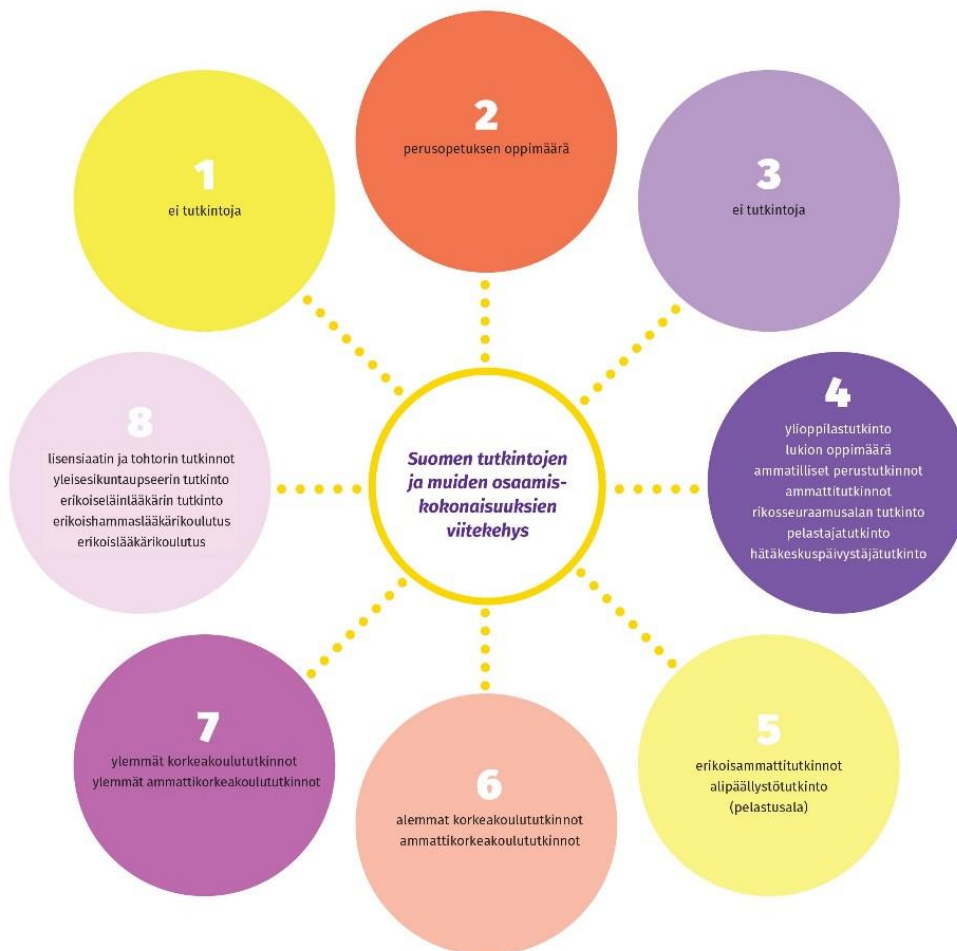 1
ei tutkintoja
2
perusopetuksen oppimäärä
3
ei tutkintoja
4
ylioppilastutkinto
lukion oppimäärä
ammatilliset perustutkinnot
ammattitutkinnot
rikosseuraamusalan tutkinto
pelastajatutkinto
hätäkeskuspäivystäjätutkinto
5
erikoisammattitutkinnot
alipäällystötutkinto
(pelastusala)
6
alemmat korkeakoulututkinnot
ammattikorkeakoulututkinnot
7
ylemmät korkeakoulututkinnot
ylemmät ammattikorkeakoulututkinnot
8
lisensiaatin ja tohtorin tutkinnot
yleisesikuntaupseerin tutkinto
erikoiseläinlääkärin tutkinto
erikoishammaslääkärikoulutus
erikoislääkärikoulutus
Suomen tutkintojen
ja muiden osaamis-
kokonaisuuksien
viitekehys